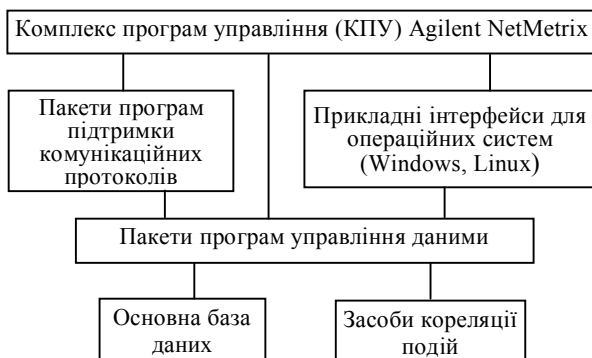 Комплекс програм управління (КПУ) Agilent NetMetrix
Пакети програм
підтримки
комунікаційних
протоколів
Прикладні інтерфейси для
операційних систем
(Windows, Linux)
Пакети програм управління даними
Основна база
даних
Засоби кореляції
подій